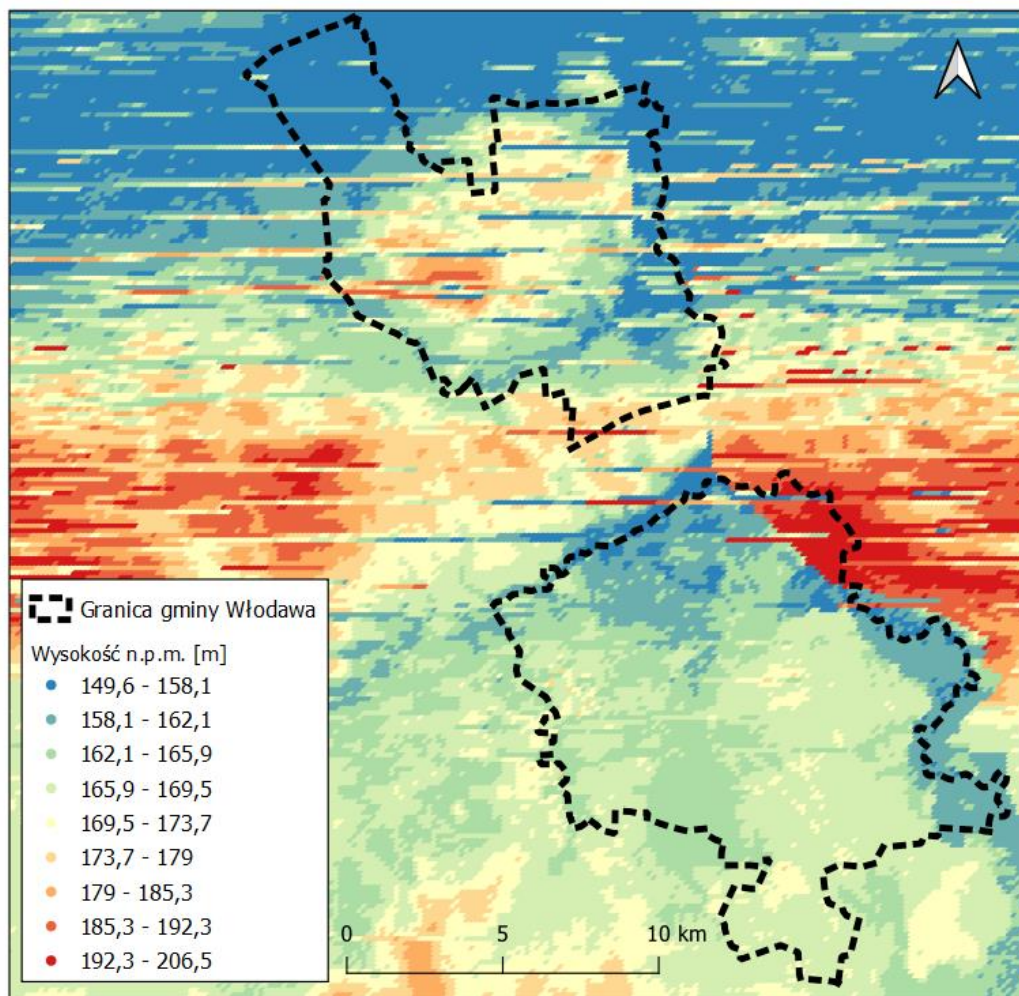 Granica gminy Włodawa
Wysokość n.p.m. [m]
149,6 - 158,1
158,1 - 162,1
162,1 - 165,9
165,9 - 169,5
169,5 - 173,7
173,7 - 179
179 - 185,3
185,3 - 192,3
192,3 - 206,5
0 5 10 km